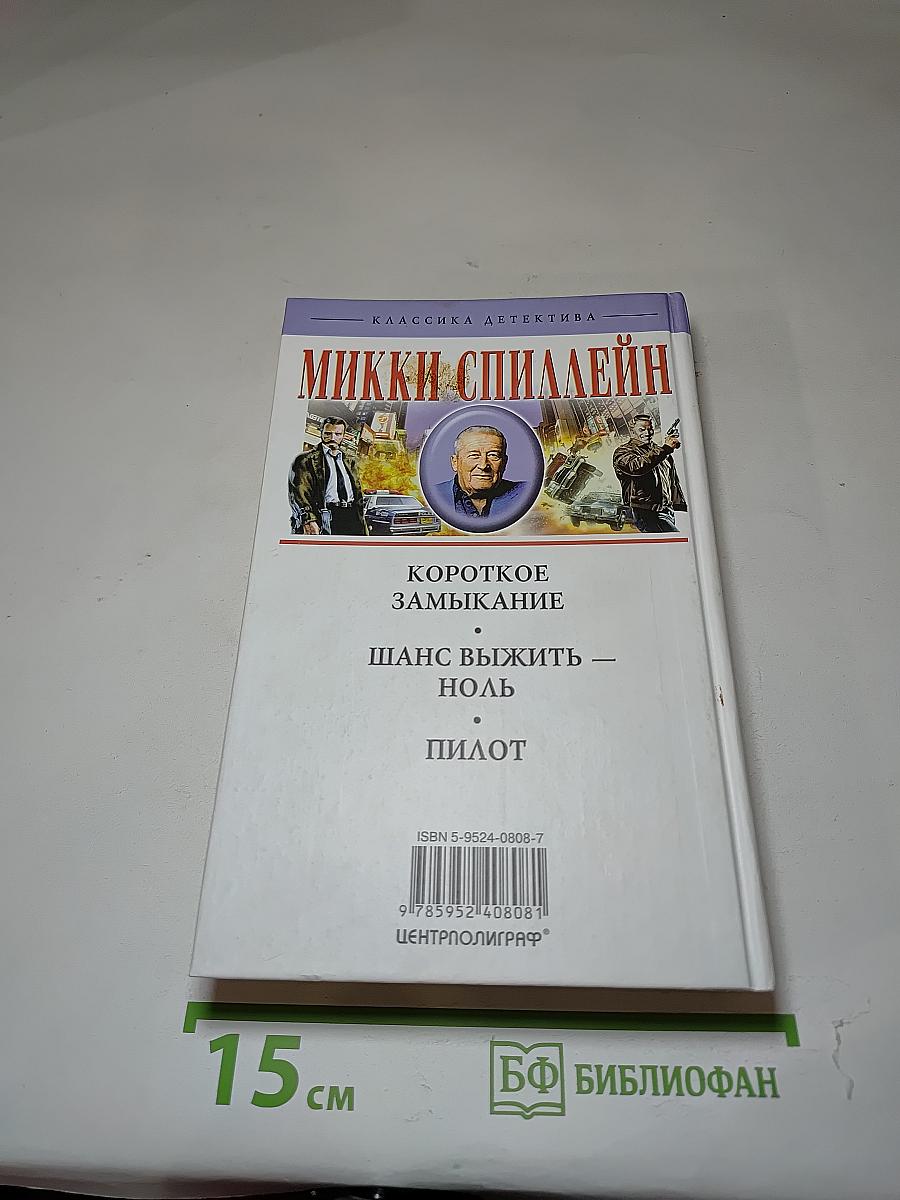 КЛАССИКА ДЕТЕКТИВА
МИККИ СПИЛЛЕЙН
КОРОТКОЕ
ЗАМЫКАНИЕ
•
ШАНС ВЫЖИТЬ —
НОЛЬ
•
ПИЛОТ
ISBN 5-9524-0808-7
9 785952 408081
ЦЕНТРПОЛИГРАФ®
15 см
БФ БИБЛИОФАН